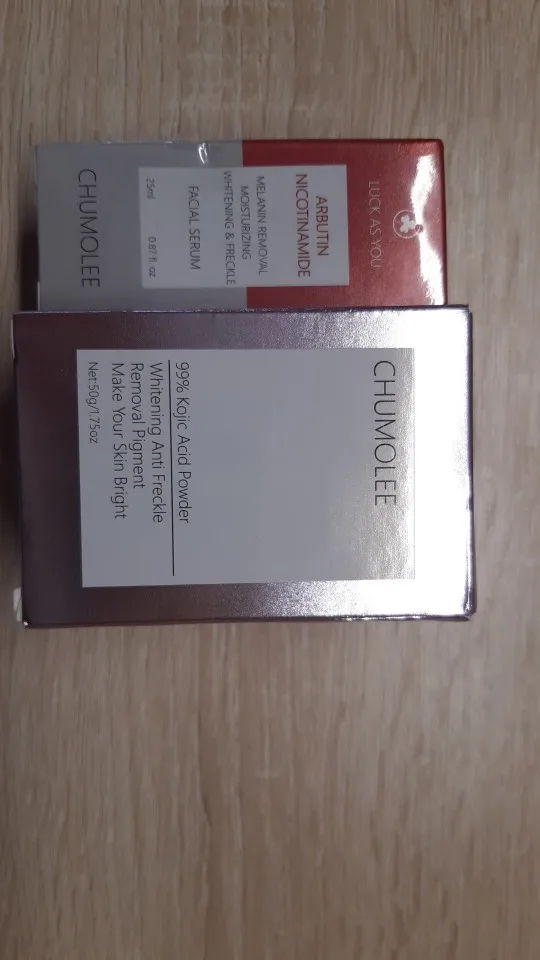 LUCK AS YOU
ARBUTIN
NICOTINAMIDE
MELANIN REMOVAL
MOISTURIZING
WHITENING & FRECKLE
FACIAL SERUM
25ml 0.87 fl. oz
CHUMOLEE
CHUMOLEE
99% Kojic Acid Powder
Whitening Anti Freckle
Removal Pigment
Make Your Skin Bright
Net:50g/1.75oz